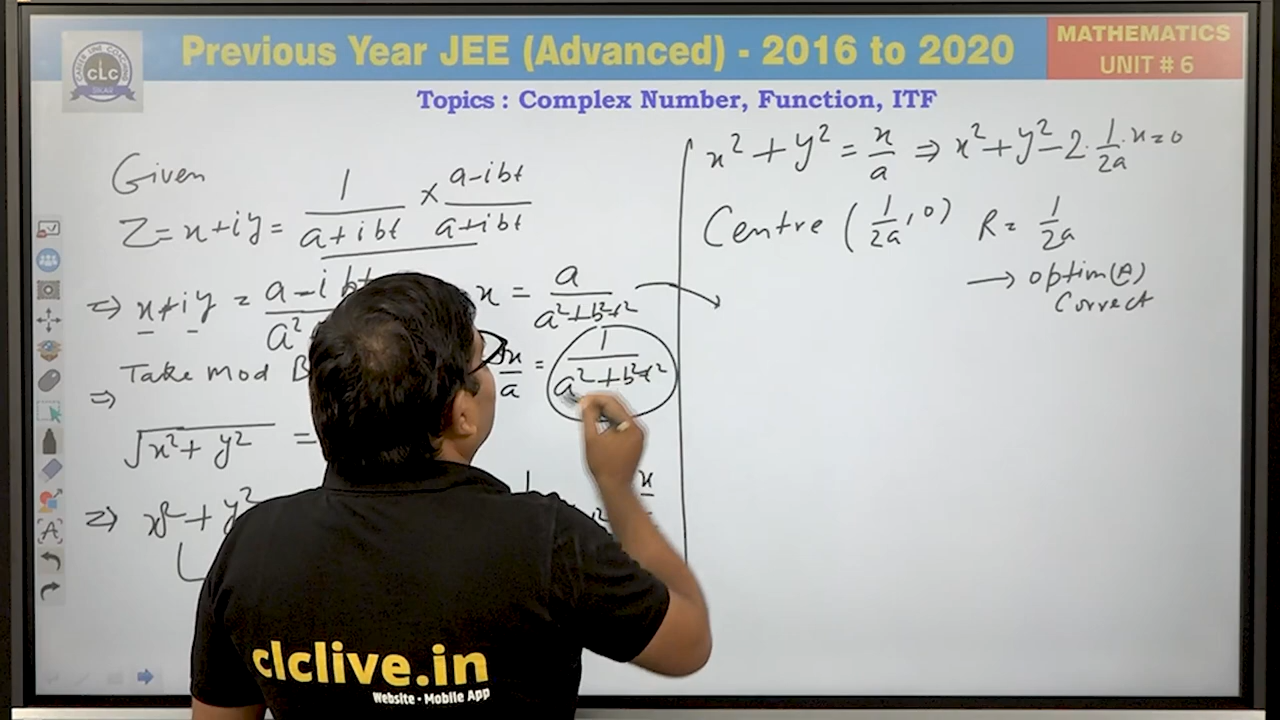 Previous Year JEE (Advanced) - 2016 to 2020
MATHEMATICS
UNIT # 6
CLC
SIKAR
Topics : Complex Number, Function, ITF
Given
Z = x+iy = 1/(a+ibt) × (a-ibt)/(a+ibt)
⇒ x+iy = a-ibt
a²
x = a/(a²+b²t²)
⇒ Take Mod B
x/a = 1/(a²+b²t²)
√(x²+y²) =
⇒ x²+y²
x² + y² = x/a ⇒ x²+y²-2·1/2a·x=0
Centre (1/2a, 0) R = 1/2a
→ optim(A)
Correct
clclive.in
Website • Mobile App